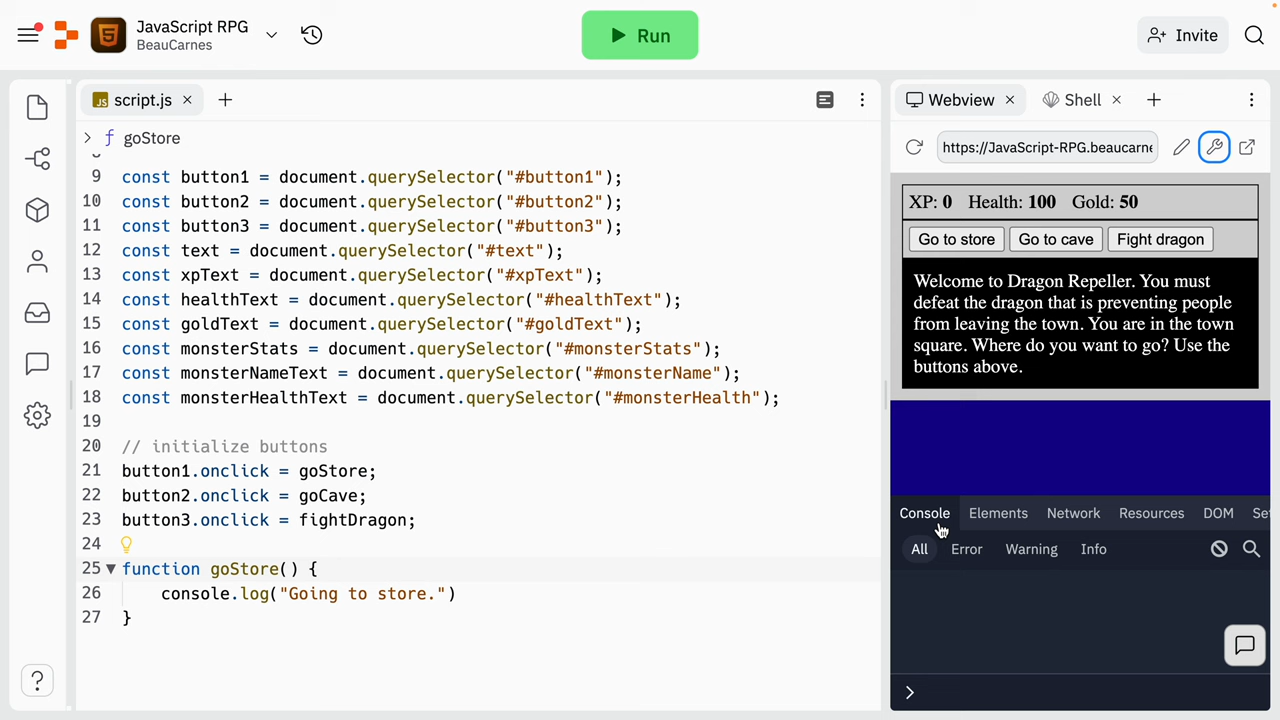 JavaScript RPG
BeauCarnes
Run
Invite
JS script.js
Webview
Shell
ƒ goStore
https://JavaScript-RPG.beaucarne
9 const button1 = document.querySelector("#button1");
10 const button2 = document.querySelector("#button2");
11 const button3 = document.querySelector("#button3");
12 const text = document.querySelector("#text");
13 const xpText = document.querySelector("#xpText");
14 const healthText = document.querySelector("#healthText");
15 const goldText = document.querySelector("#goldText");
16 const monsterStats = document.querySelector("#monsterStats");
17 const monsterNameText = document.querySelector("#monsterName");
18 const monsterHealthText = document.querySelector("#monsterHealth");
19
20 // initialize buttons
21 button1.onclick = goStore;
22 button2.onclick = goCave;
23 button3.onclick = fightDragon;
24
25 function goStore() {
26 console.log("Going to store.")
27 }
XP: 0 Health: 100 Gold: 50
Go to store Go to cave Fight dragon
Welcome to Dragon Repeller. You must
defeat the dragon that is preventing people
from leaving the town. You are in the town
square. Where do you want to go? Use the
buttons above.
Console Elements Network Resources DOM Se
All Error Warning Info
>
?